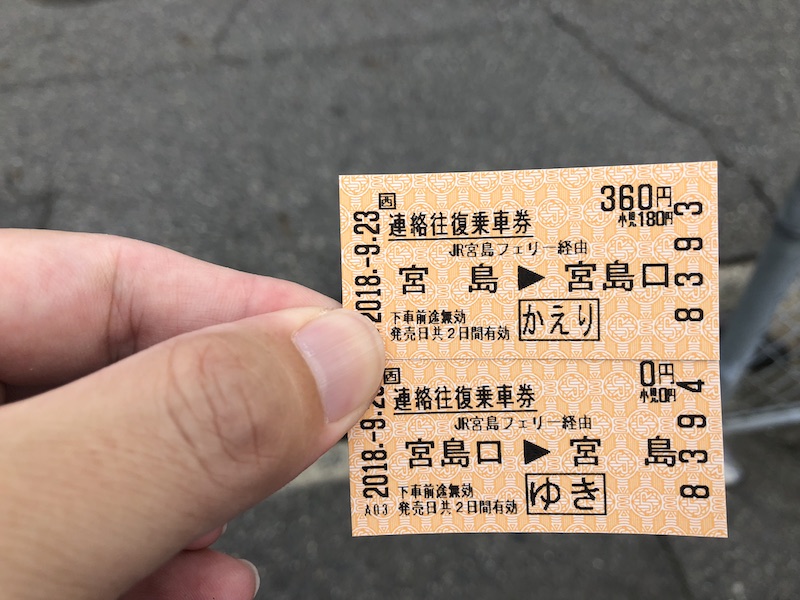 西
2018.-9.23
連絡往復乗車券
360円
小児180円
JR宮島フェリー経由
宮 島 ▶ 宮島口
下車前途無効
発売日共2日間有効
かえり
8393
西
2018.-9.23
連絡往復乗車券
0円
小児0円
JR宮島フェリー経由
宮島口 ▶ 宮 島
下車前途無効
A03 発売日共2日間有効
ゆき
8394